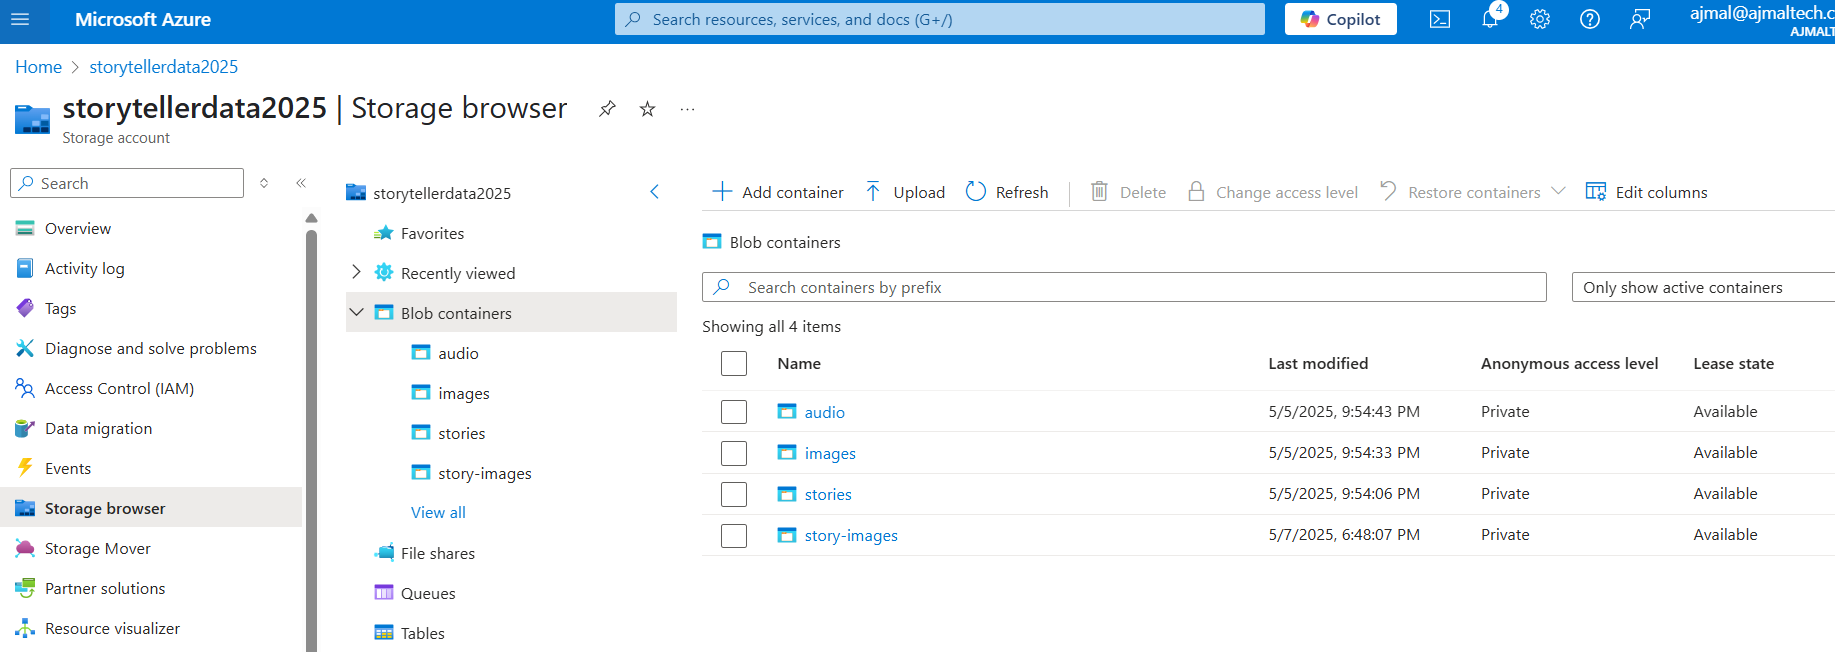 Microsoft Azure
Search resources, services, and docs (G+/)
Copilot
4
ajmal@ajmaltech.c
AJMALT
Home > storytellerdata2025
storytellerdata2025 | Storage browser
Storage account
Search
Overview
Activity log
Tags
Diagnose and solve problems
Access Control (IAM)
Data migration
Events
Storage browser
Storage Mover
Partner solutions
Resource visualizer
storytellerdata2025
Favorites
Recently viewed
Blob containers
audio
images
stories
story-images
View all
File shares
Queues
Tables
Add container Upload Refresh Delete Change access level Restore containers Edit columns
Blob containers
Search containers by prefix
Only show active containers
Showing all 4 items
Name Last modified Anonymous access level Lease state
audio 5/5/2025, 9:54:43 PM Private Available
images 5/5/2025, 9:54:33 PM Private Available
stories 5/5/2025, 9:54:06 PM Private Available
story-images 5/7/2025, 6:48:07 PM Private Available